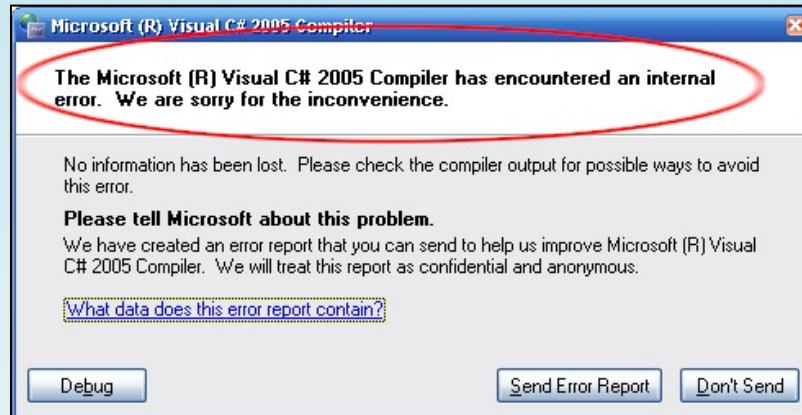 Microsoft (R) Visual C# 2005 Compiler
The Microsoft (R) Visual C# 2005 Compiler has encountered an internal
error. We are sorry for the inconvenience.
No information has been lost. Please check the compiler output for possible ways to avoid
this error.
Please tell Microsoft about this problem.
We have created an error report that you can send to help us improve Microsoft (R) Visual
C# 2005 Compiler. We will treat this report as confidential and anonymous.
What data does this error report contain?
Debug
Send Error Report
Don't Send